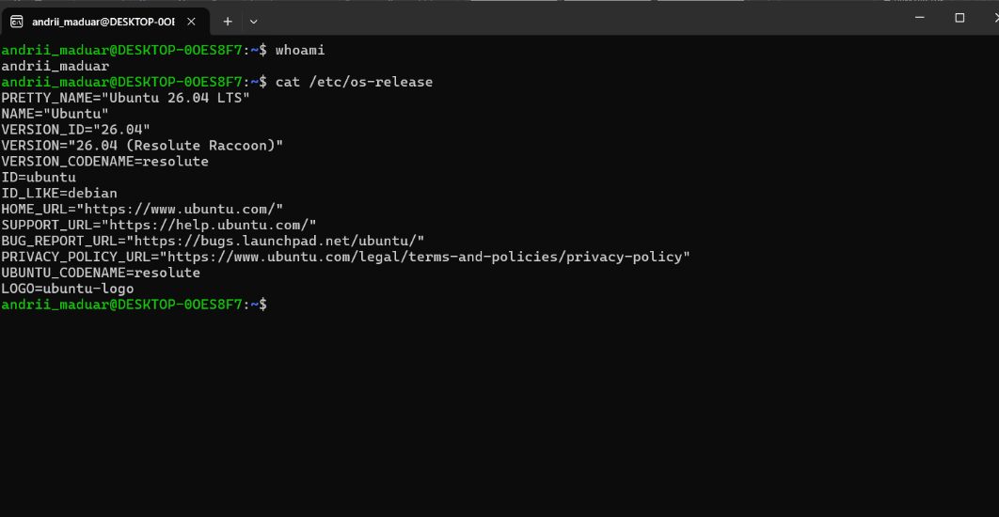 andrii_maduar@DESKTOP-0OE
andrii_maduar@DESKTOP-0OES8F7:~$ whoami
andrii_maduar
andrii_maduar@DESKTOP-0OES8F7:~$ cat /etc/os-release
PRETTY_NAME="Ubuntu 26.04 LTS"
NAME="Ubuntu"
VERSION_ID="26.04"
VERSION="26.04 (Resolute Raccoon)"
VERSION_CODENAME=resolute
ID=ubuntu
ID_LIKE=debian
HOME_URL="https://www.ubuntu.com/"
SUPPORT_URL="https://help.ubuntu.com/"
BUG_REPORT_URL="https://bugs.launchpad.net/ubuntu/"
PRIVACY_POLICY_URL="https://www.ubuntu.com/legal/terms-and-policies/privacy-policy"
UBUNTU_CODENAME=resolute
LOGO=ubuntu-logo
andrii_maduar@DESKTOP-0OES8F7:~$